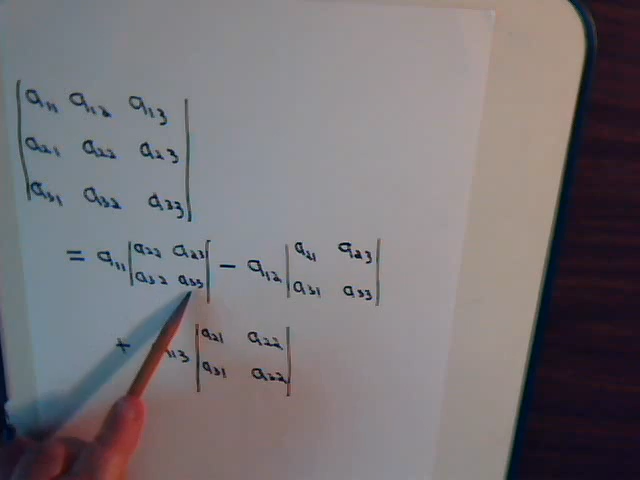 | a₁₁ a₁₂ a₁₃ |
| a₂₁ a₂₂ a₂₃ |
| a₃₁ a₃₂ a₃₃ |
= a₁₁ | a₂₂ a₂₃ | − a₁₂ | a₂₁ a₂₃ |
| a₃₂ a₃₃ | | a₃₁ a₃₃ |
+ ₁₃ | a₂₁ a₂₂ |
| a₃₁ a₃₂ |